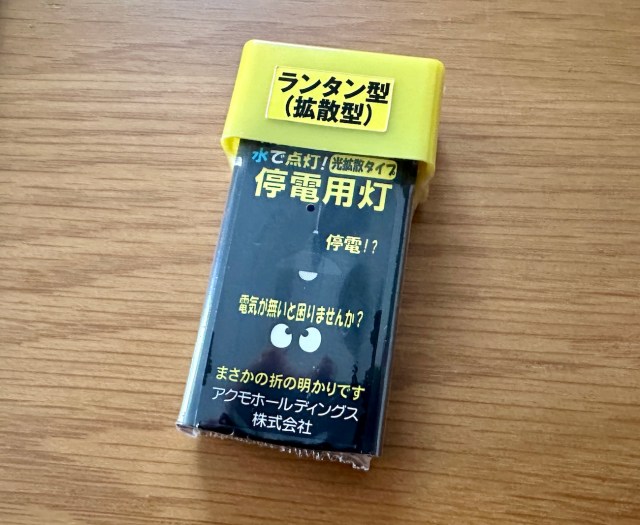 ランタン型
(拡散型)
水で点灯!光拡散タイプ
停電用灯
停電!?
電気が無いと困りませんか?
まさかの折の明かりです
アクモホールディングス
株式会社